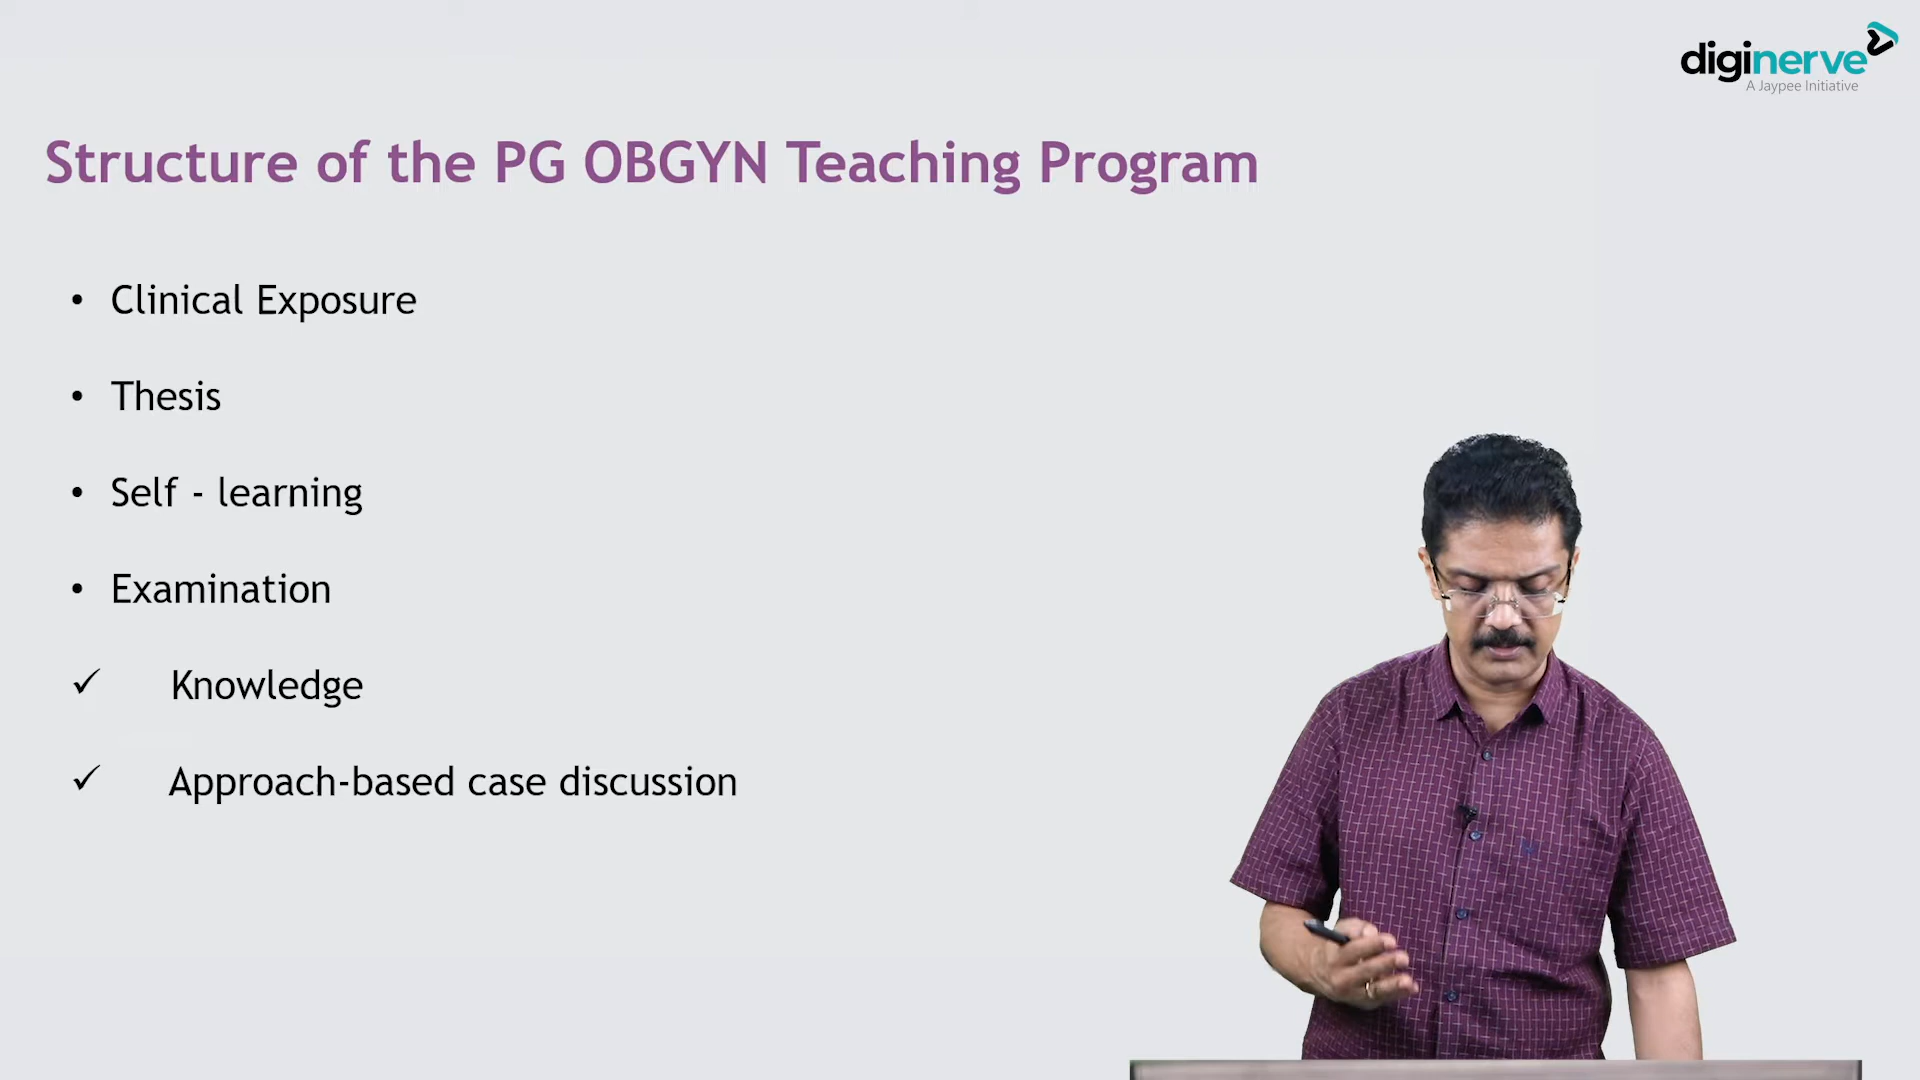 diginerve
A Jaypee Initiative
Structure of the PG OBGYN Teaching Program
• Clinical Exposure
• Thesis
• Self - learning
• Examination
✓ Knowledge
✓ Approach-based case discussion